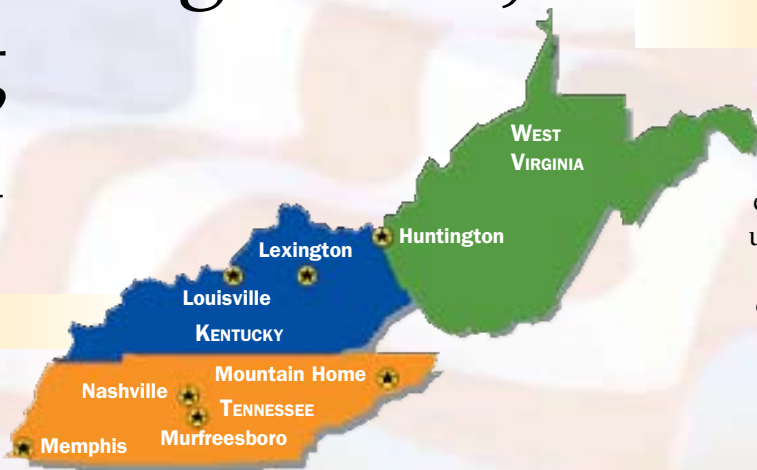 WEST
VIRGINIA
Huntington
Lexington
Louisville
KENTUCKY
Mountain Home
Nashville
TENNESSEE
Murfreesboro
Memphis